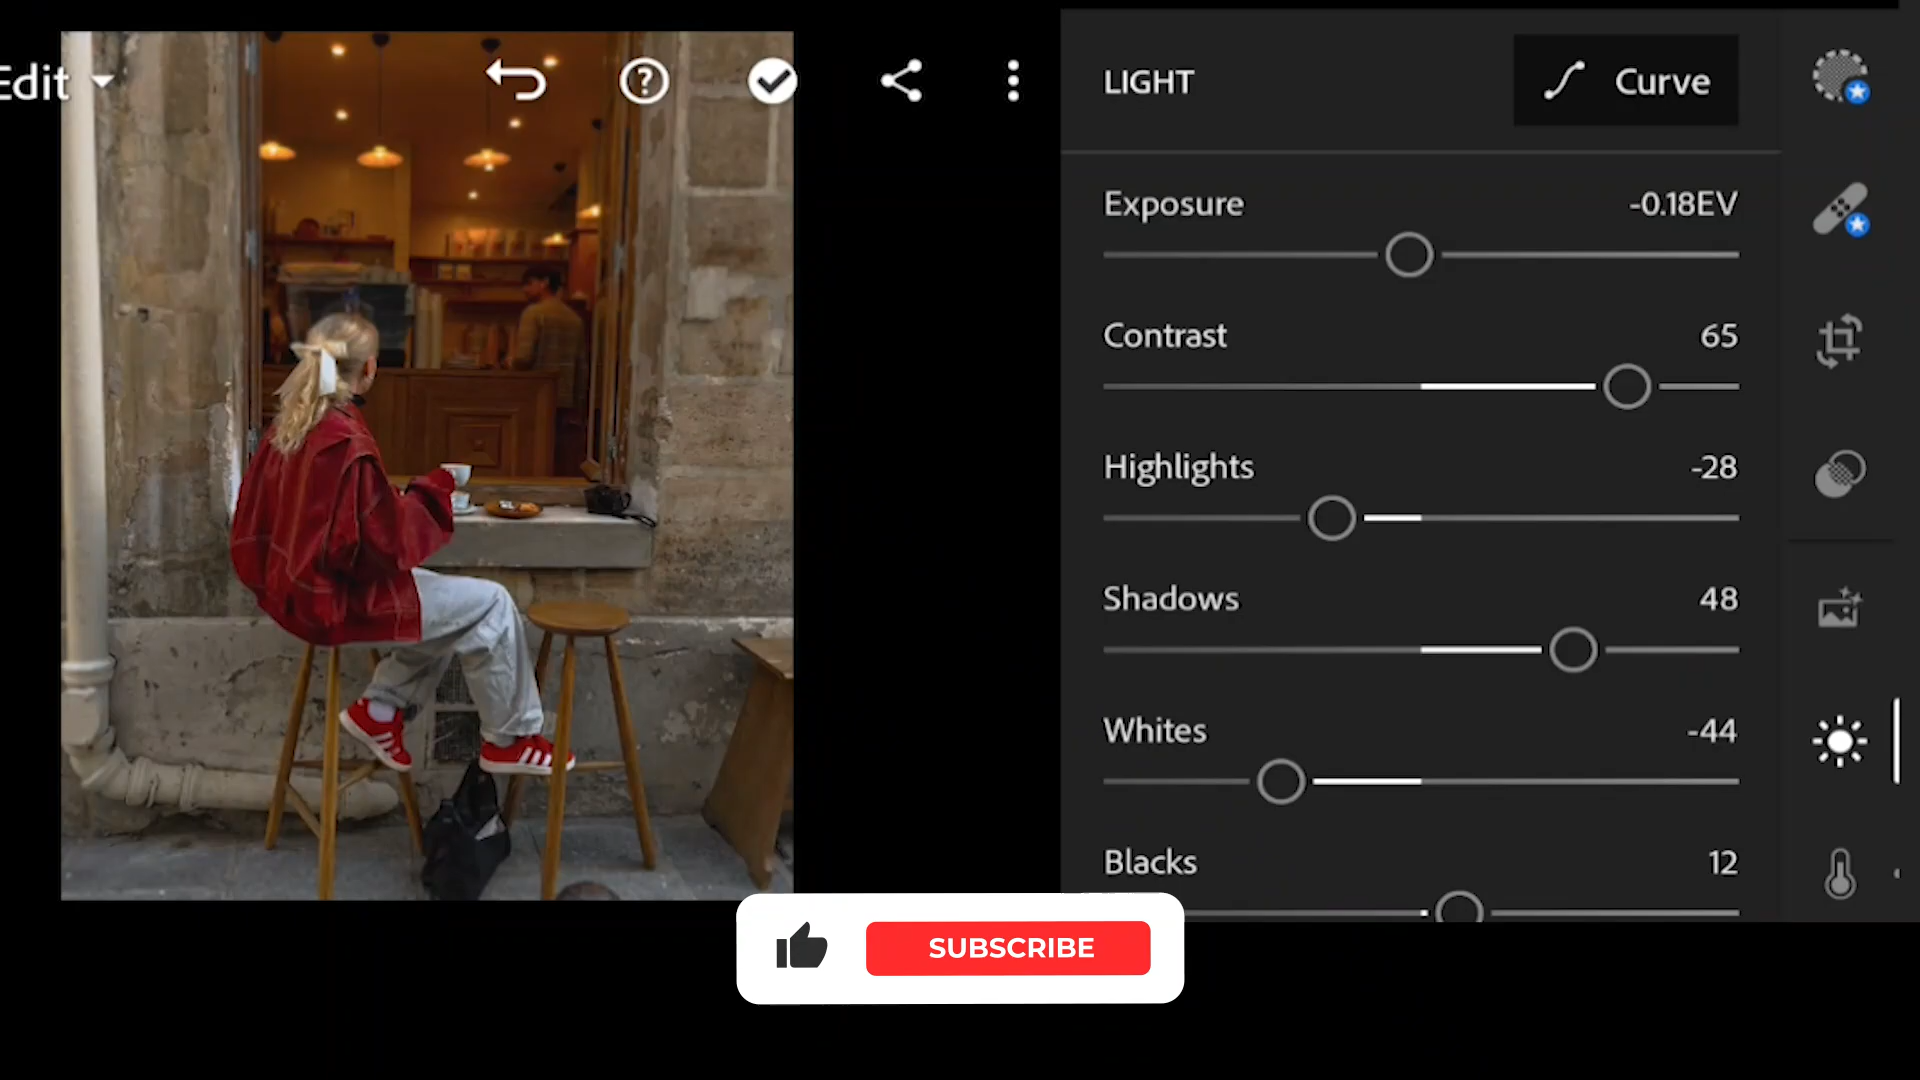 Edit
LIGHT
Curve
Exposure
-0.18EV
Contrast
65
Highlights
-28
Shadows
48
Whites
-44
Blacks
12
SUBSCRIBE